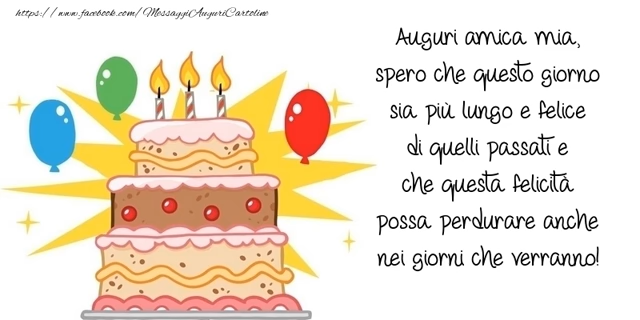 https://www.facebook.com/MessaggiAuguriCartoline
Auguri amica mia,
spero che questo giorno
sia più lungo e felice
di quelli passati e
che questa felicità
possa perdurare anche
nei giorni che verranno!